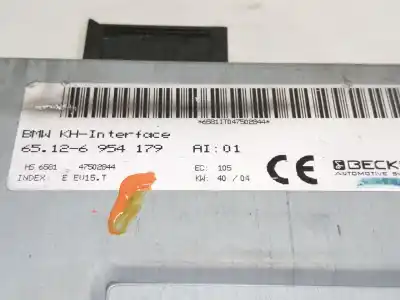 *6581ITD47502844*
BMW KH-Interface
65.12-6 954 179 AI:01
HS 6581 47502844 EC: 105
INDEX: E EV15.T KW: 40 / 04
CE
BECK
AUTOMOTIVE